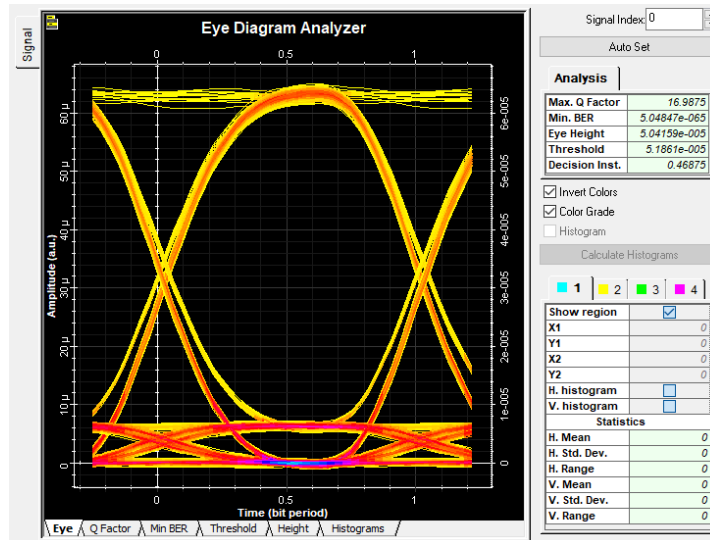 Signal
Eye Diagram Analyzer
0 0.5 1
Amplitude (a.u.)
60 µ
50 µ
40 µ
30 µ
20 µ
10 µ
0
6e-005
5e-005
4e-005
3e-005
2e-005
1e-005
0
0 0.5 1
Time (bit period)
Eye Q Factor Min BER Threshold Height Histograms
Signal Index: 0
Auto Set
Analysis
Max. Q Factor 16.9875
Min. BER 5.04847e-065
Eye Height 5.04159e-005
Threshold 5.1861e-005
Decision Inst. 0.46875
Invert Colors
Color Grade
Histogram
Calculate Histograms
1 2 3 4
Show region
X1 0
Y1 0
X2 0
Y2 0
H. histogram
V. histogram
Statistics
H. Mean 0
H. Std. Dev. 0
H. Range 0
V. Mean 0
V. Std. Dev. 0
V. Range 0